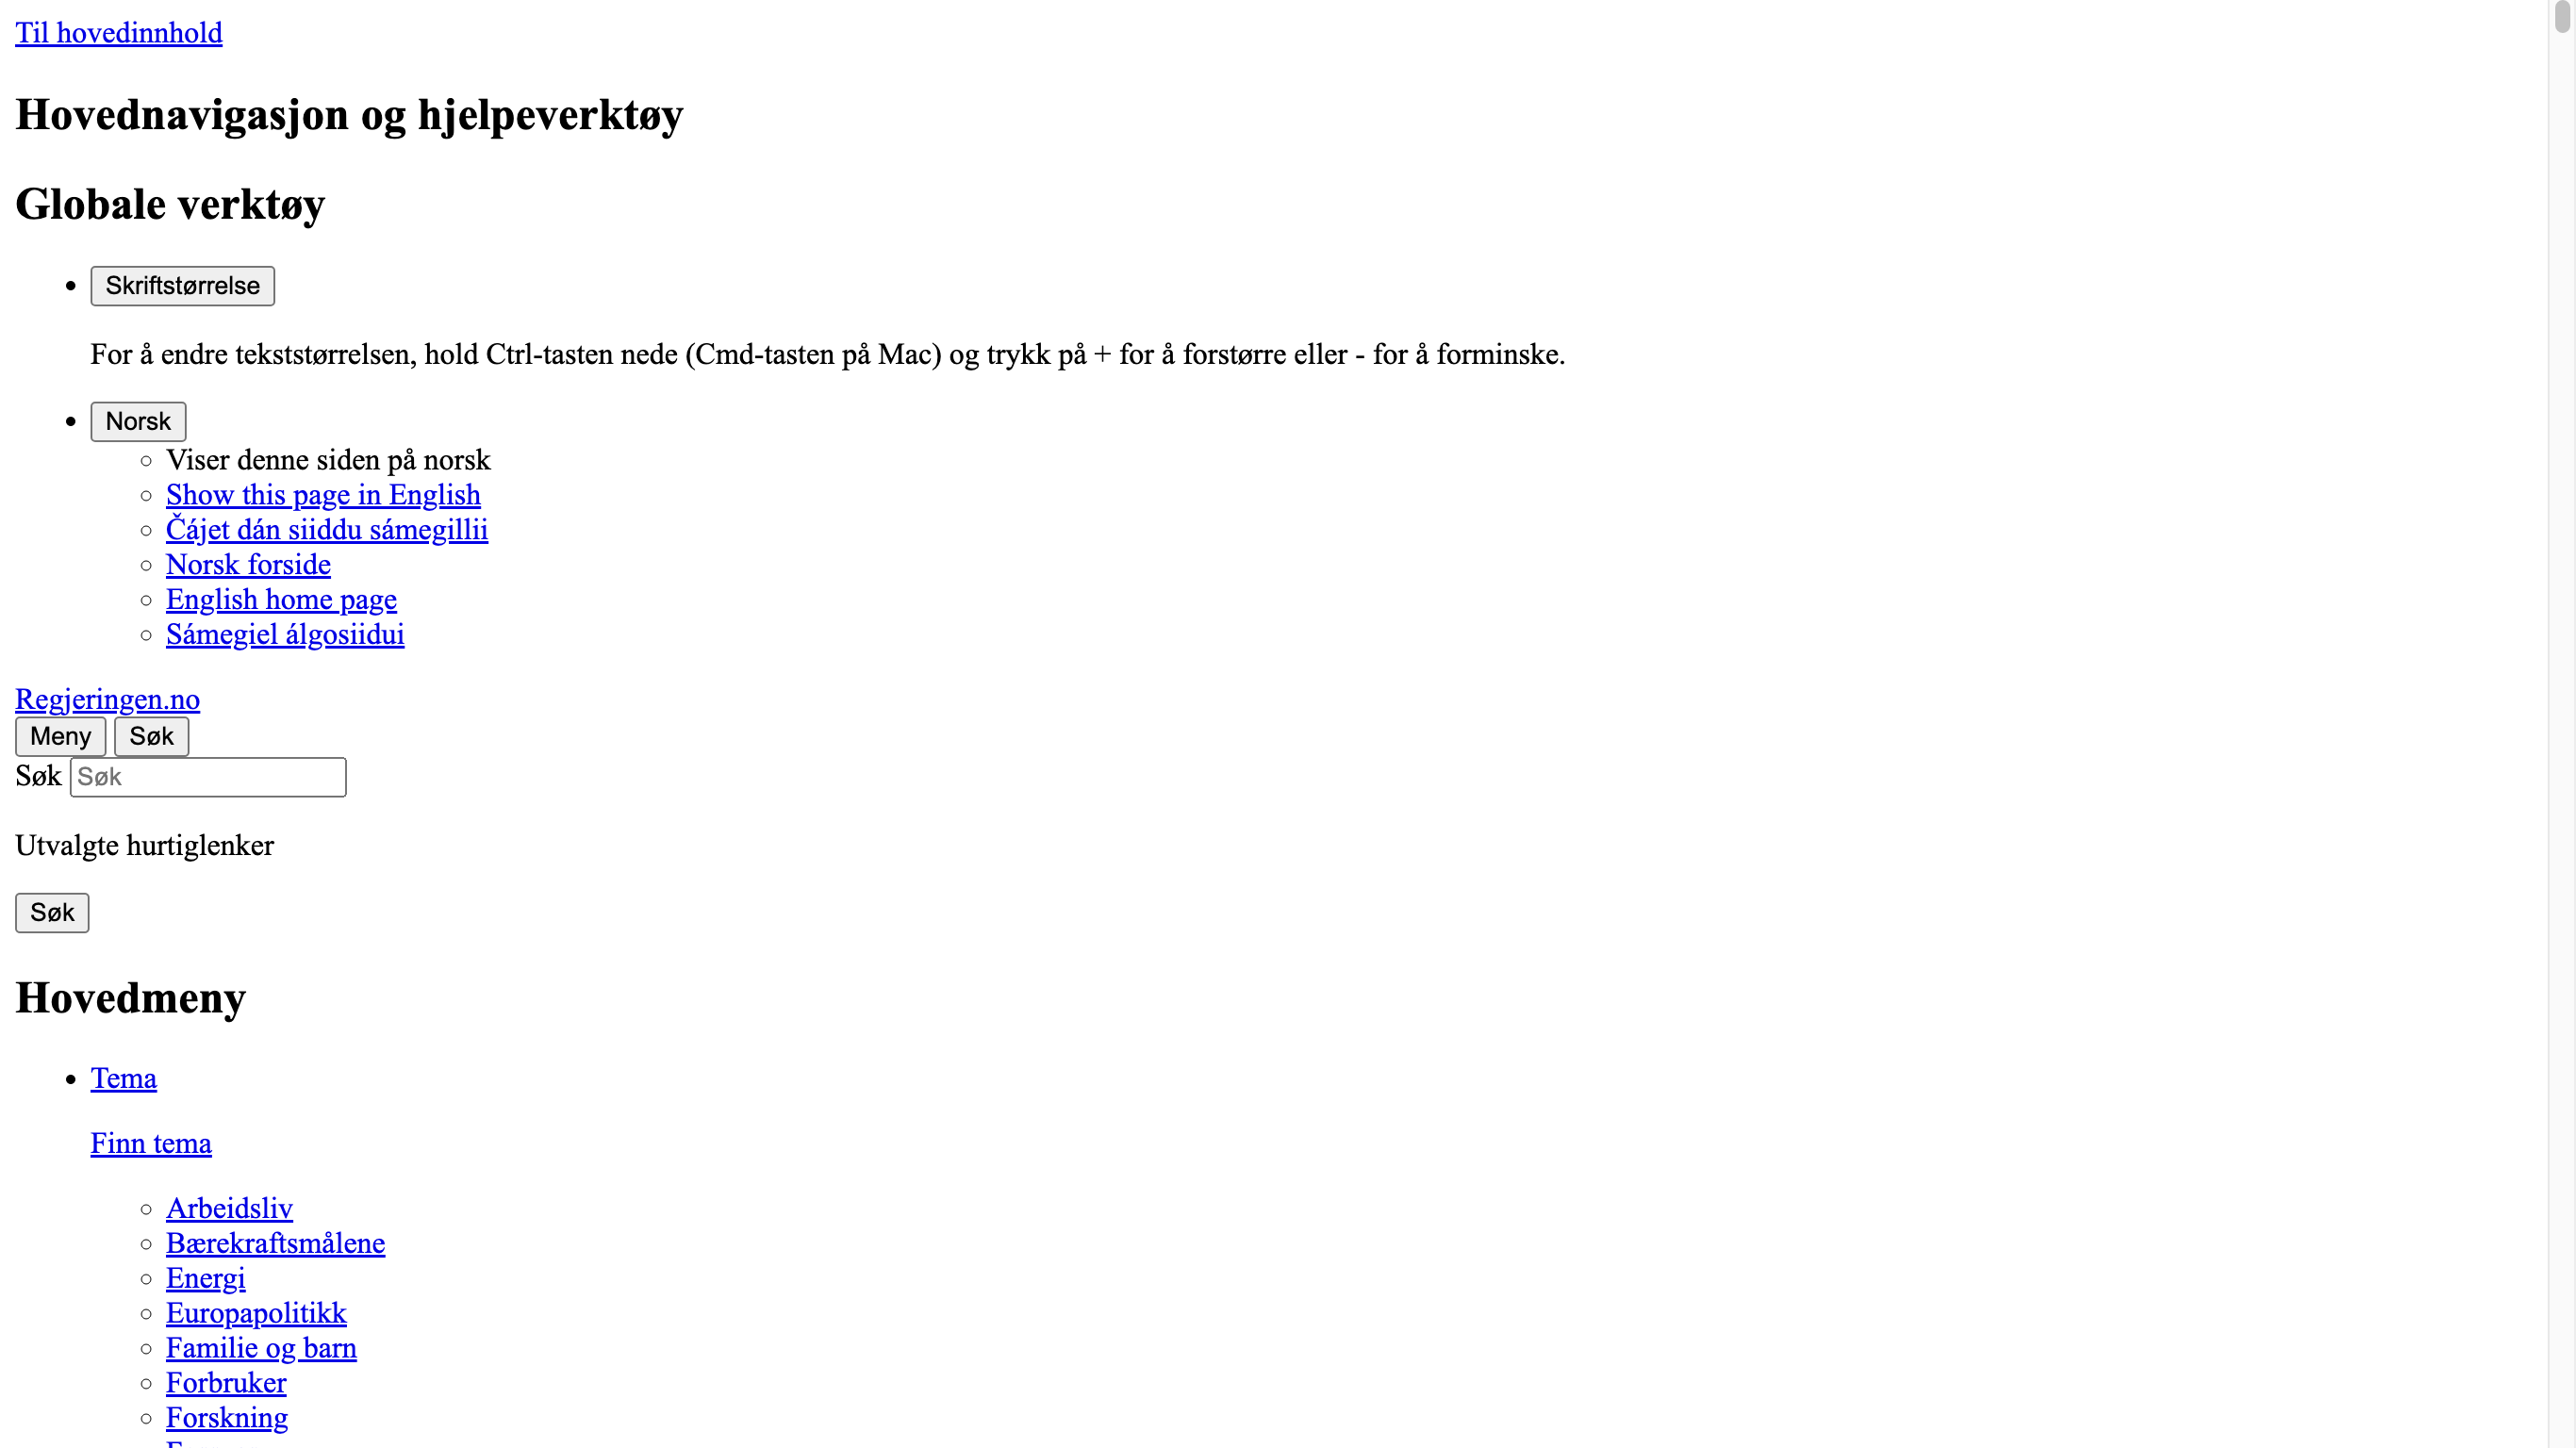 Til hovedinnhold
Hovednavigasjon og hjelpeverktøy
Globale verktøy
Skriftstørrelse
For å endre tekststørrelsen, hold Ctrl-tasten nede (Cmd-tasten på Mac) og trykk på + for å forstørre eller - for å forminske.
Norsk
Viser denne siden på norsk
Show this page in English
Čájet dán siiddu sámegillii
Norsk forside
English home page
Sámegiel álgosiidui
Regjeringen.no
Meny Søk
Søk Søk
Utvalgte hurtiglenker
Søk
Hovedmeny
Tema
Finn tema
Arbeidsliv
Bærekraftsmålene
Energi
Europapolitikk
Familie og barn
Forbruker
Forskning